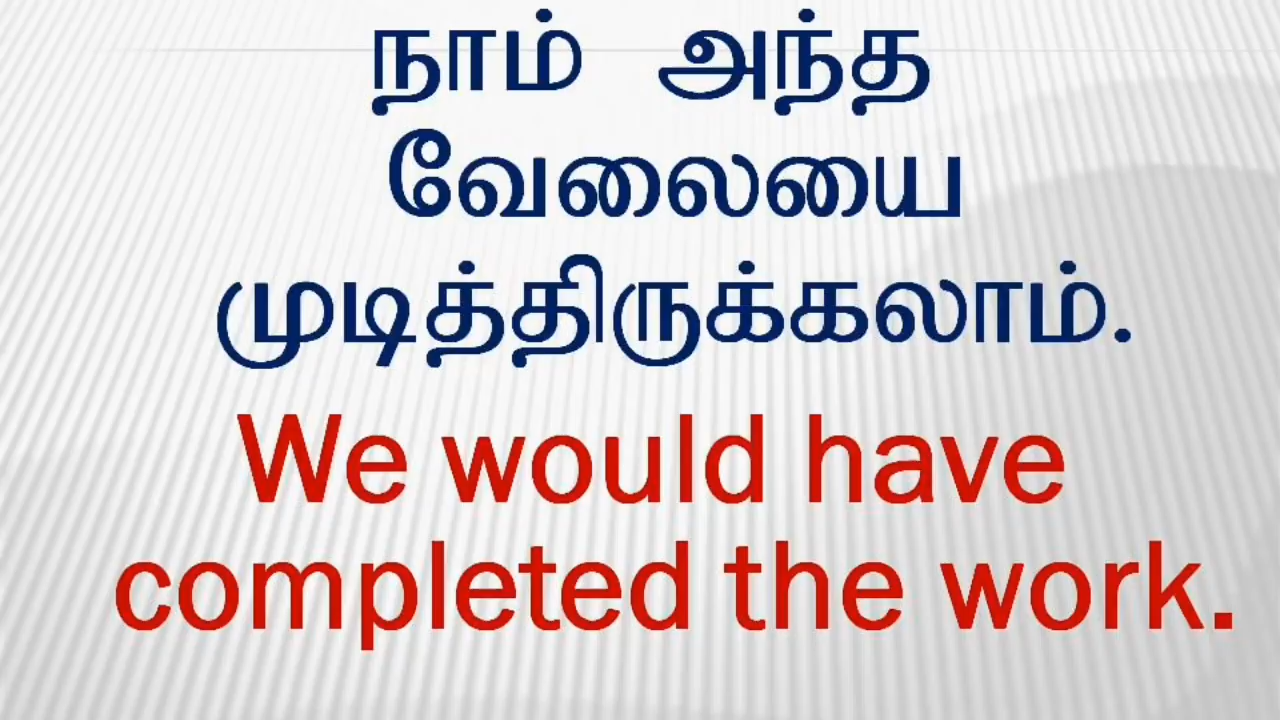 நாம் அந்த
வேலையை
முடித்திருக்கலாம்.
We would have
completed the work.